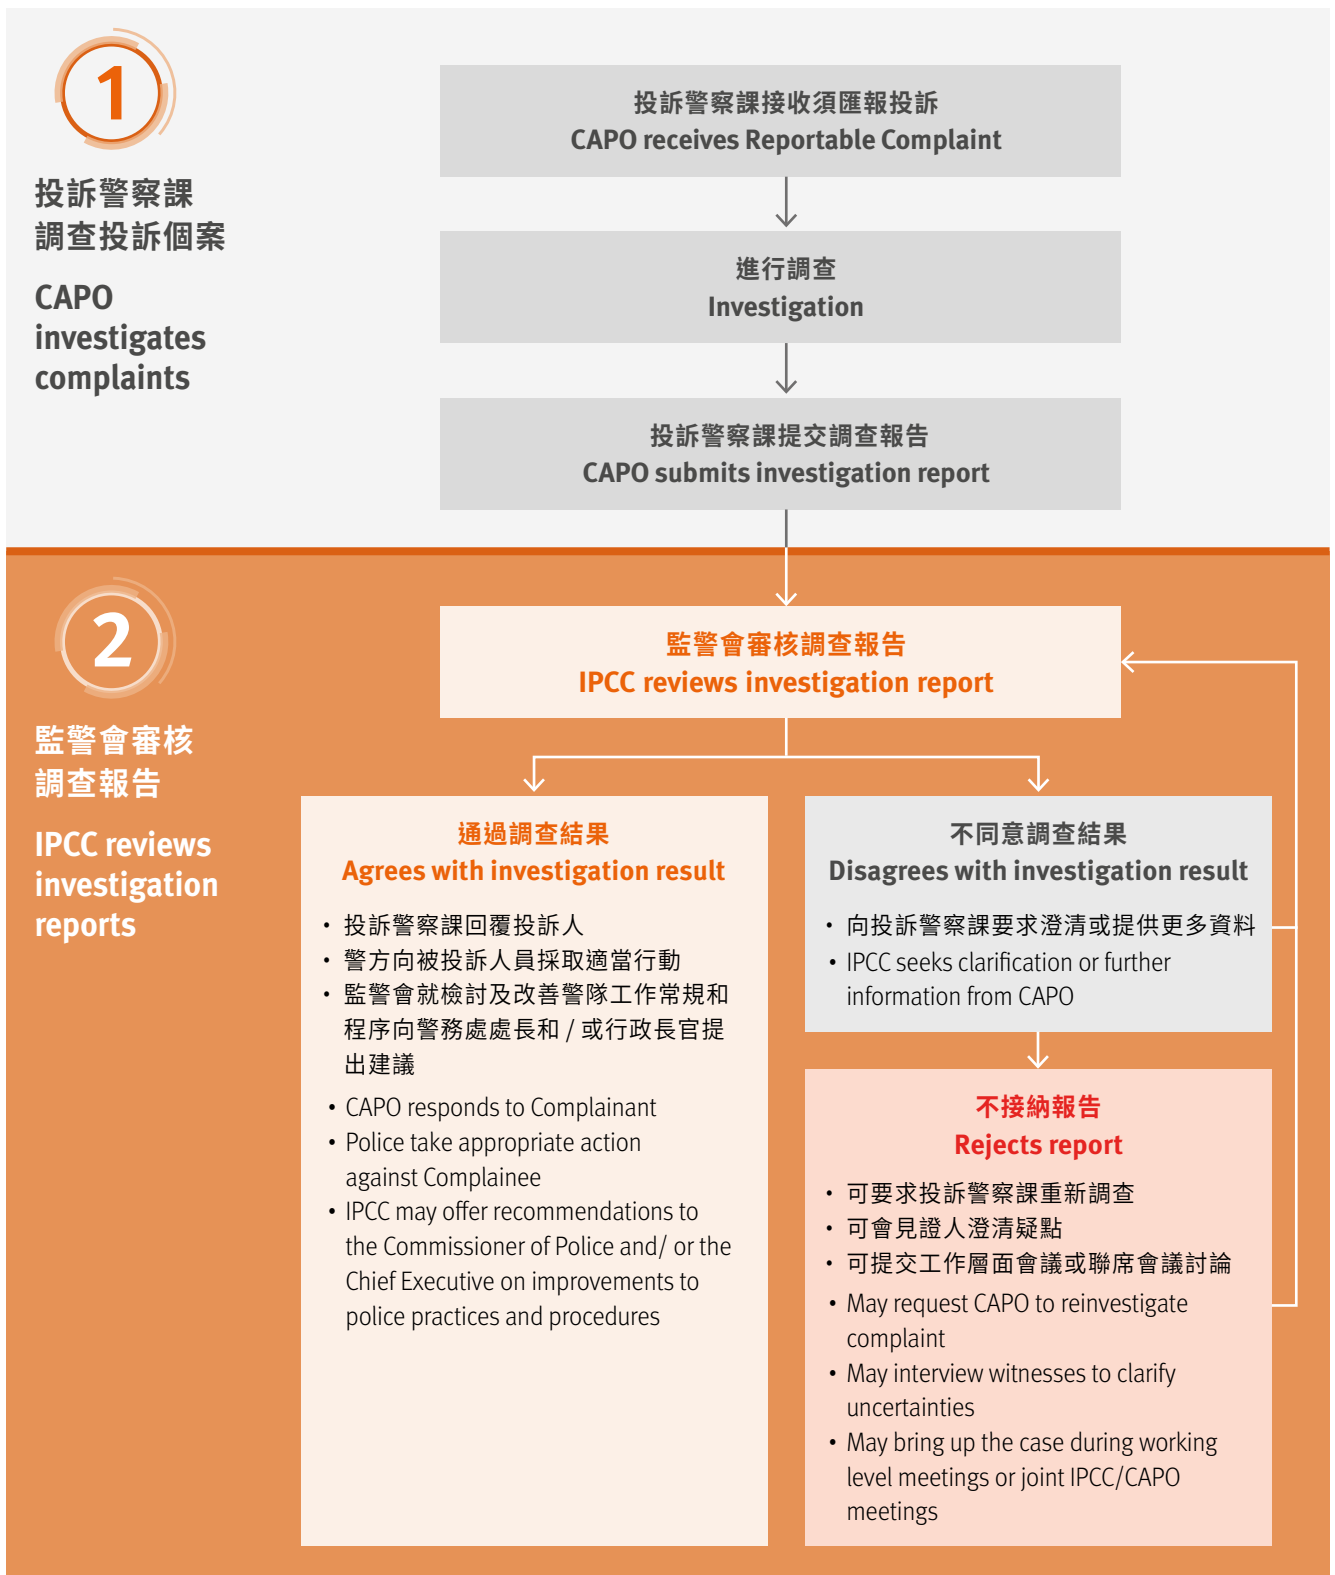 1
投訴警察課
調查投訴個案
CAPO
investigates
complaints
投訴警察課接收須匯報投訴
CAPO receives Reportable Complaint
進行調查
Investigation
投訴警察課提交調查報告
CAPO submits investigation report
2
監警會審核
調查報告
IPCC reviews
investigation
reports
監警會審核調查報告
IPCC reviews investigation report
通過調查結果
Agrees with investigation result
• 投訴警察課回覆投訴人
• 警方向被投訴人員採取適當行動
• 監警會就檢討及改善警隊工作常規和
程序向警務處處長和 / 或行政長官提
出建議
• CAPO responds to Complainant
• Police take appropriate action
against Complainee
• IPCC may offer recommendations to
the Commissioner of Police and/ or the
Chief Executive on improvements to
police practices and procedures
不同意調查結果
Disagrees with investigation result
• 向投訴警察課要求澄清或提供更多資料
• IPCC seeks clarification or further
information from CAPO
不接納報告
Rejects report
• 可要求投訴警察課重新調查
• 可會見證人澄清疑點
• 可提交工作層面會議或聯席會議討論
• May request CAPO to reinvestigate
complaint
• May interview witnesses to clarify
uncertainties
• May bring up the case during working
level meetings or joint IPCC/CAPO
meetings